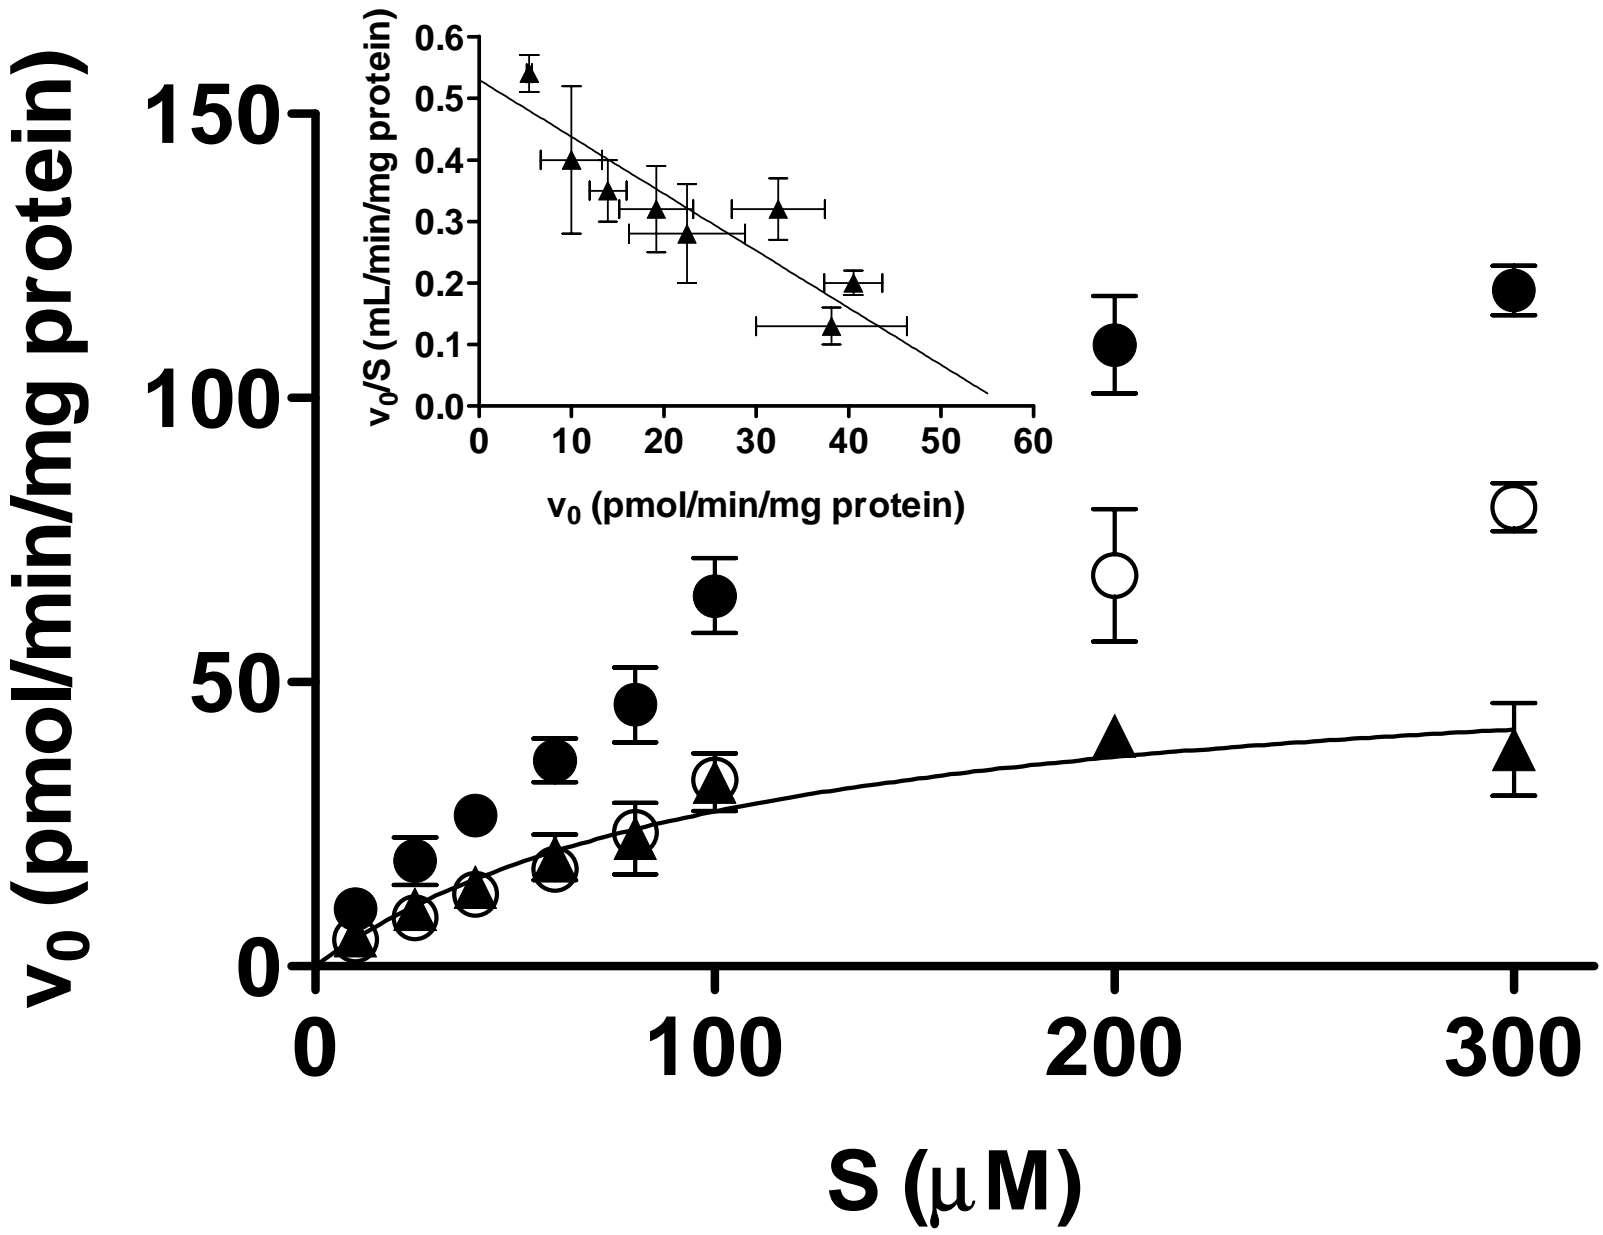 v0 (pmol/min/mg protein)
150
100
50
0
0 100 200 300
S (μM)
v0/S (mL/min/mg protein)
0.6
0.5
0.4
0.3
0.2
0.1
0.0
0 10 20 30 40 50 60
v0 (pmol/min/mg protein)